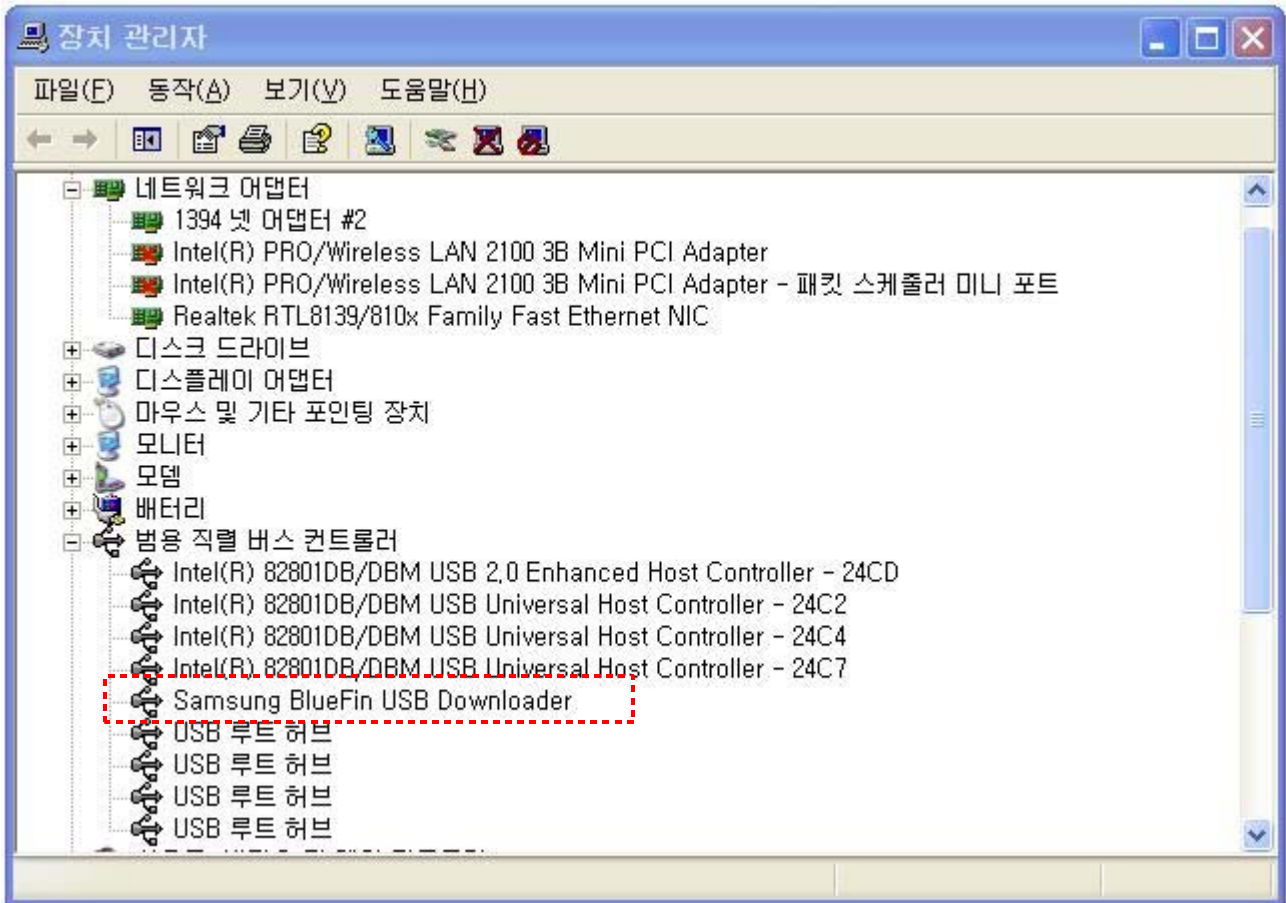 장치 관리자
파일(F) 동작(A) 보기(V) 도움말(H)
네트워크 어댑터
1394 넷 어댑터 #2
Intel(R) PRO/Wireless LAN 2100 3B Mini PCI Adapter
Intel(R) PRO/Wireless LAN 2100 3B Mini PCI Adapter - 패킷 스케줄러 미니 포트
Realtek RTL8139/810x Family Fast Ethernet NIC
디스크 드라이브
디스플레이 어댑터
마우스 및 기타 포인팅 장치
모니터
모뎀
배터리
범용 직렬 버스 컨트롤러
Intel(R) 82801DB/DBM USB 2.0 Enhanced Host Controller - 24CD
Intel(R) 82801DB/DBM USB Universal Host Controller - 24C2
Intel(R) 82801DB/DBM USB Universal Host Controller - 24C4
Intel(R) 82801DB/DBM USB Universal Host Controller - 24C7
Samsung BlueFin USB Downloader
USB 루트 허브
USB 루트 허브
USB 루트 허브
USB 루트 허브